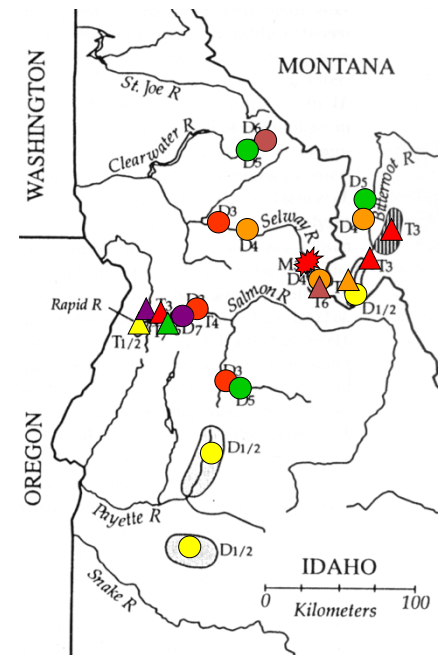 MONTANA
WASHINGTON
St. Joe R
D6
D5
Clearwater R
D5
Bitterroot R
D3
D4
Selway R
D4
T3
T3
D4
T6
D1/2
Salmon R
Rapid R
D3
T3
T4
D7
T1/2
D3
D5
OREGON
D1/2
Payette R
D1/2
Snake R
IDAHO
0 100
Kilometers